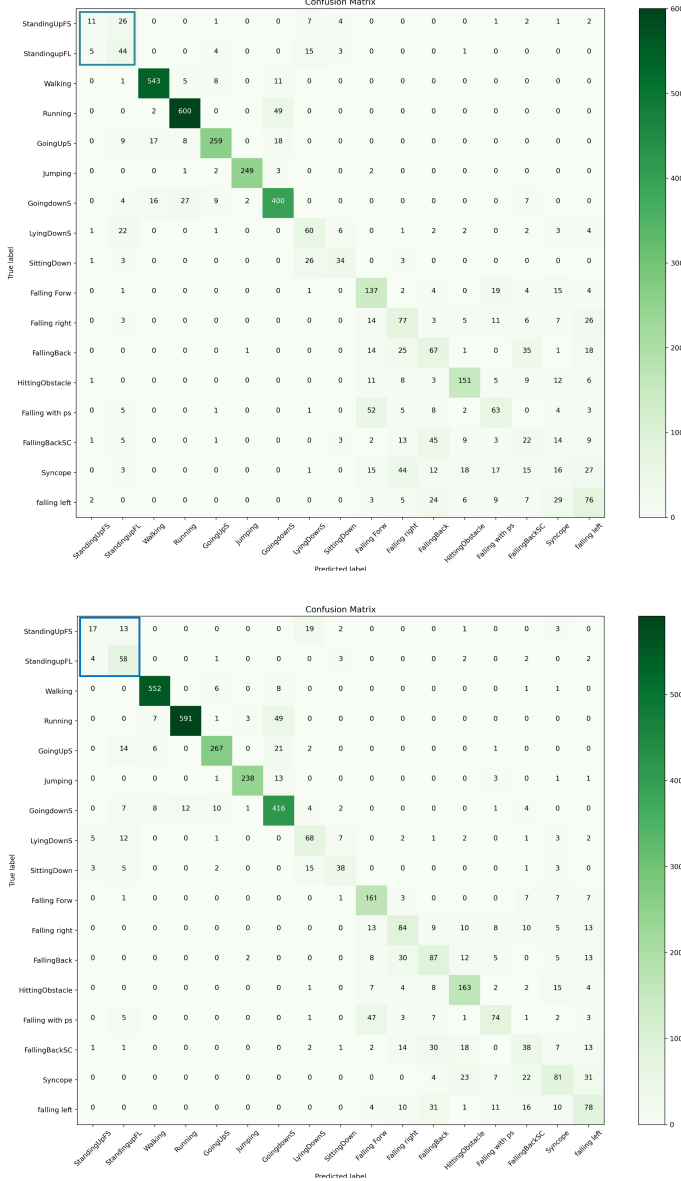 Confusion Matrix
StandingUpFS 11 26 0 0 1 0 0 7 4 0 0 0 0 1 2 1 2
StandingupFL 5 44 0 0 4 0 0 15 3 0 0 0 1 0 0 0 0
Walking 0 1 543 5 8 0 11 0 0 0 0 0 0 0 0 0 0
Running 0 0 2 600 0 0 49 0 0 0 0 0 0 0 0 0 0
GoingUpS 0 9 17 8 259 0 18 0 0 0 0 0 0 0 0 0 0
Jumping 0 0 0 1 2 249 3 0 0 2 0 0 0 0 0 0 0
GoingdownS 0 4 16 27 9 2 400 0 0 0 0 0 0 0 7 0 0
LyingDownS 1 22 0 0 1 0 0 60 6 0 1 2 2 0 2 3 4
SittingDown 1 3 0 0 0 0 0 26 34 0 3 0 0 0 0 0 0
Falling Forw 0 1 0 0 0 0 0 1 0 137 2 4 0 19 4 15 4
Falling right 0 3 0 0 0 0 0 0 0 14 77 3 5 11 6 7 26
FallingBack 0 0 0 0 0 1 0 0 0 14 25 67 1 0 35 1 18
HittingObstacle 1 0 0 0 0 0 0 0 0 11 8 3 151 5 9 12 6
Falling with ps 0 5 0 0 1 0 0 1 0 52 5 8 2 63 0 4 3
FallingBackSC 1 5 0 0 1 0 0 0 3 2 13 45 9 3 22 14 9
Syncope 0 3 0 0 0 0 0 1 0 15 44 12 18 17 15 16 27
falling left 2 0 0 0 0 0 0 0 0 3 5 24 6 9 7 29 76
True label
StandingUpFS StandingupFL Walking Running GoingUpS Jumping GoingdownS LyingDownS SittingDown Falling Forw Falling right FallingBack HittingObstacle Falling with ps FallingBackSC Syncope falling left
Predicted label
600
500
400
300
200
100
0
Confusion Matrix
StandingUpFS 17 13 0 0 0 0 0 19 2 0 0 0 1 0 0 3 0
StandingupFL 4 58 0 0 1 0 0 0 3 0 0 0 2 0 2 0 2
Walking 0 0 552 0 6 0 8 0 0 0 0 0 0 0 1 1 0
Running 0 0 7 591 1 3 49 0 0 0 0 0 0 0 0 0 0
GoingUpS 0 14 6 0 267 0 21 2 0 0 0 0 0 1 0 0 0
Jumping 0 0 0 0 1 238 13 0 0 0 0 0 0 3 0 1 1
GoingdownS 0 7 8 12 10 1 416 4 2 0 0 0 0 1 4 0 0
LyingDownS 5 12 0 0 1 0 0 68 7 0 2 1 2 0 0 3 2
SittingDown 3 5 0 0 2 0 0 15 38 0 0 0 0 0 1 3 0
Falling Forw 0 1 0 0 0 0 0 0 1 161 3 0 0 0 7 7 7
Falling right 0 0 0 0 0 0 0 0 0 13 84 9 10 8 10 5 13
FallingBack 0 0 0 0 0 2 0 0 0 8 30 87 12 5 0 5 13
HittingObstacle 0 0 0 0 0 0 0 1 0 7 4 8 163 2 2 15 4
Falling with ps 0 5 0 0 0 0 0 1 0 47 3 7 1 74 1 2 3
FallingBackSC 1 1 0 0 0 0 0 2 1 2 14 30 18 0 38 7 13
Syncope 0 0 0 0 0 0 0 0 0 0 0 4 23 7 22 81 31
falling left 0 0 0 0 0 0 0 0 0 4 10 31 1 11 16 10 78
True label
StandingUpFS StandingupFL Walking Running GoingUpS Jumping GoingdownS LyingDownS SittingDown Falling Forw Falling right FallingBack HittingObstacle Falling with ps FallingBackSC Syncope falling left
Predicted label
500
400
300
200
100
0